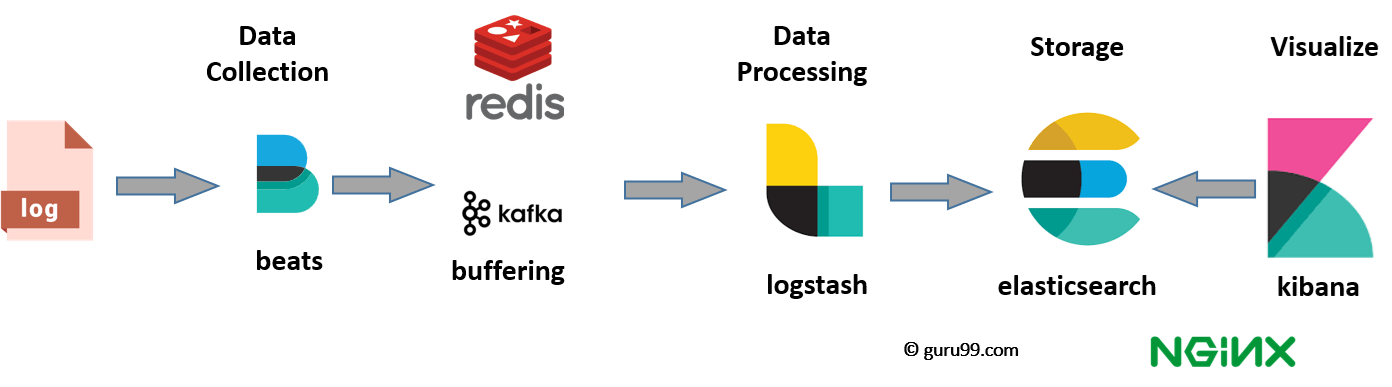 Data
Collection
redis
Data
Processing
Storage
Visualize
log
beats
kafka
buffering
logstash
elasticsearch
kibana
© guru99.com
NGiNX